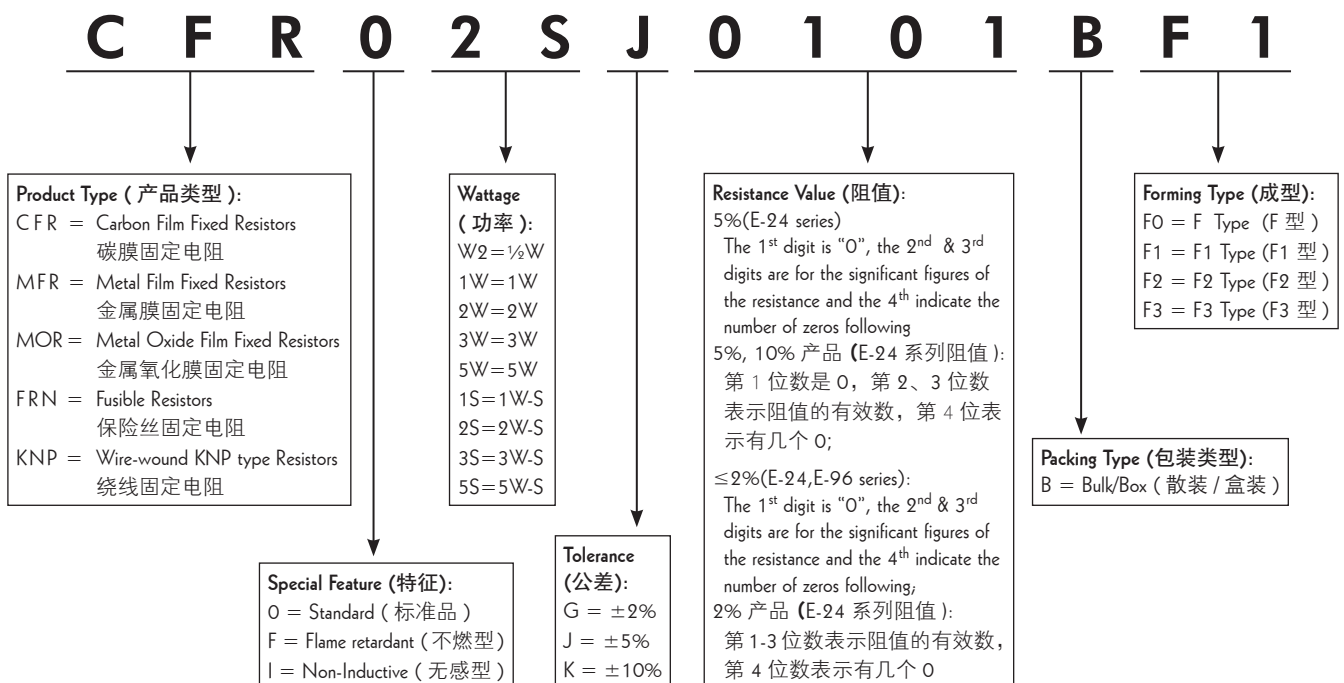 C F R 0 2 S J 0 1 0 1 B F 1
Product Type ( 产品类型 ):
CFR = Carbon Film Fixed Resistors
碳膜固定电阻
MFR = Metal Film Fixed Resistors
金属膜固定电阻
MOR = Metal Oxide Film Fixed Resistors
金属氧化膜固定电阻
FRN = Fusible Resistors
保险丝固定电阻
KNP = Wire-wound KNP type Resistors
绕线固定电阻
Special Feature (特征):
0 = Standard ( 标准品 )
F = Flame retardant ( 不燃型 )
I = Non-Inductive ( 无感型 )
Wattage
( 功率 ):
W2=½W
1W=1W
2W=2W
3W=3W
5W=5W
1S=1W-S
2S=2W-S
3S=3W-S
5S=5W-S
Tolerance
(公差):
G = ±2%
J = ±5%
K = ±10%
Resistance Value (阻值):
5%(E-24 series)
The 1st digit is “0”, the 2nd & 3rd
digits are for the significant figures of
the resistance and the 4th indicate the
number of zeros following
5%, 10% 产品 (E-24 系列阻值 ):
第 1 位数是 0，第 2、3 位数
表示阻值的有效数，第 4 位表
示有几个 0;
≤2%(E-24,E-96 series):
The 1st digit is “0”, the 2nd & 3rd
digits are for the significant figures of
the resistance and the 4th indicate the
number of zeros following;
2% 产品 (E-24 系列阻值 ):
第 1-3 位数表示阻值的有效数，
第 4 位数表示有几个 0
Packing Type (包装类型):
B = Bulk/Box ( 散装 / 盒装 )
Forming Type (成型):
F0 = F Type (F 型 )
F1 = F1 Type (F1 型 )
F2 = F2 Type (F2 型 )
F3 = F3 Type (F3 型 )